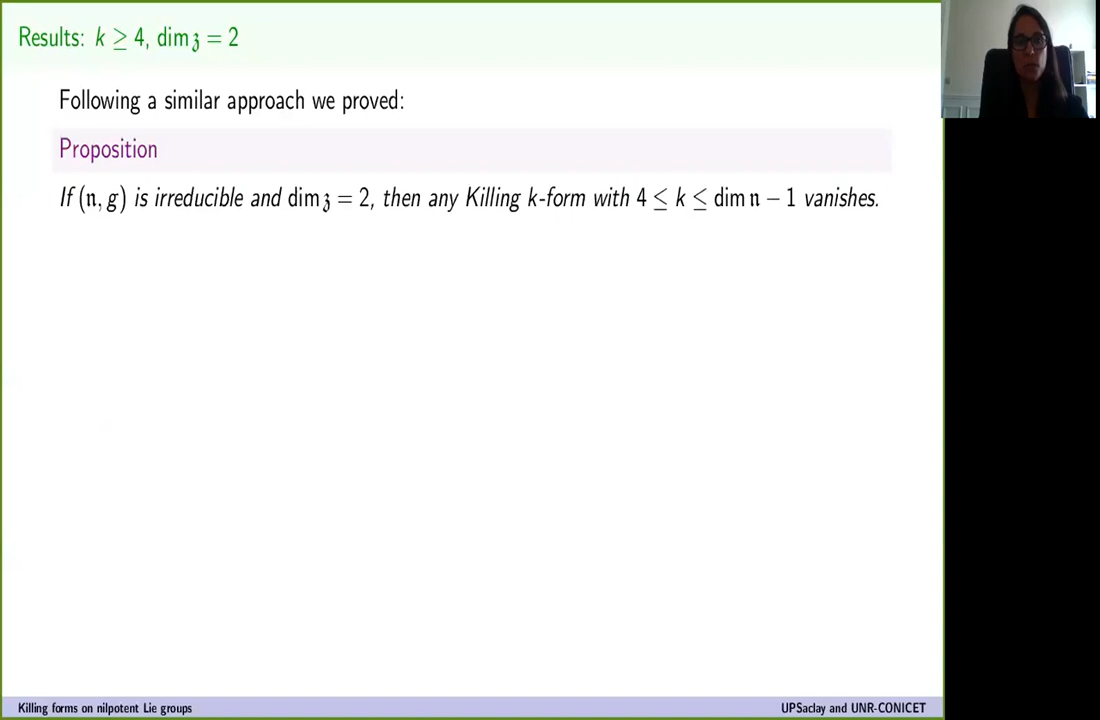 Results: k ≥ 4, dim 𝔷 = 2
Following a similar approach we proved:
Proposition
If (𝔫, g) is irreducible and dim 𝔷 = 2, then any Killing k-form with 4 ≤ k ≤ dim 𝔫 − 1 vanishes.
Killing forms on nilpotent Lie groups
UPSaclay and UNR-CONICET